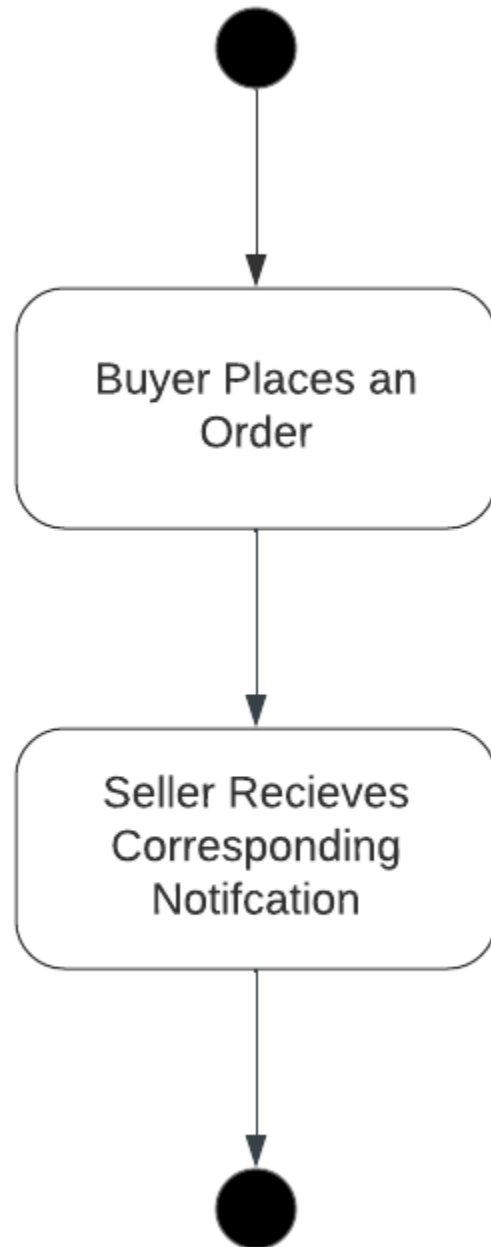 Buyer Places an
Order
Seller Recieves
Corresponding
Notifcation